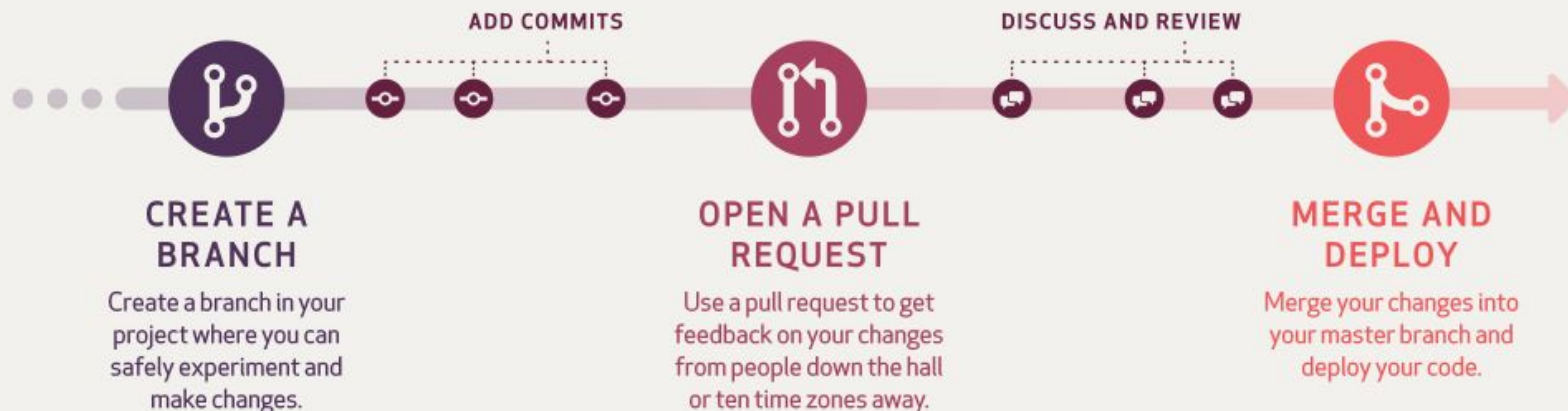 ADD COMMITS
DISCUSS AND REVIEW
CREATE A
BRANCH
Create a branch in your
project where you can
safely experiment and
make changes.
OPEN A PULL
REQUEST
Use a pull request to get
feedback on your changes
from people down the hall
or ten time zones away.
MERGE AND
DEPLOY
Merge your changes into
your master branch and
deploy your code.